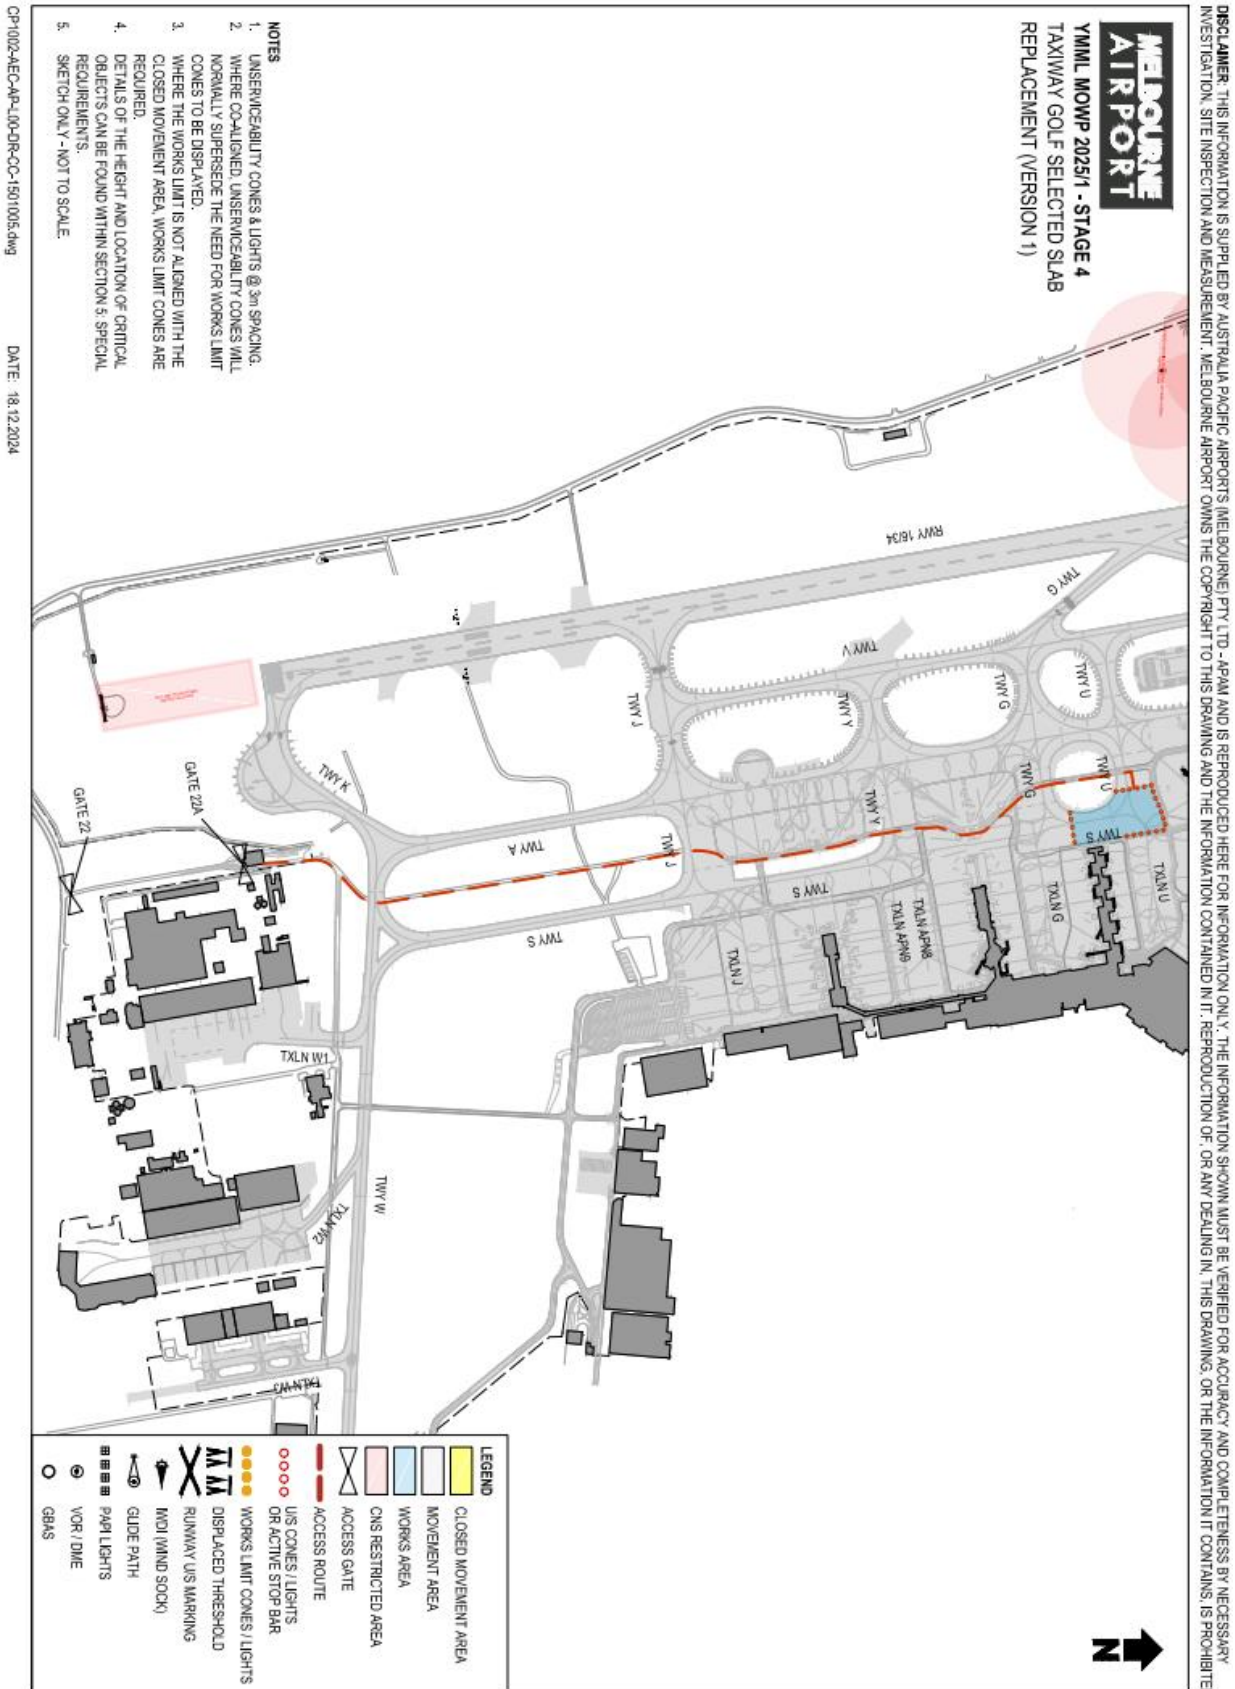 DISCLAIMER: THIS INFORMATION IS SUPPLIED BY AUSTRALIA PACIFIC AIRPORTS (MELBOURNE) PTY LTD - APAM AND IS REPRODUCED HERE FOR INFORMATION ONLY. THE INFORMATION SHOWN MUST BE VERIFIED FOR ACCURACY AND COMPLETENESS BY NECESSARY
INVESTIGATION, SITE INSPECTION AND MEASUREMENT. MELBOURNE AIRPORT OWNS THE COPYRIGHT TO THIS DRAWING AND THE INFORMATION CONTAINED IN IT. REPRODUCTION OF, OR ANY DEALING IN, THIS DRAWING, OR THE INFORMATION IT CONTAINS, IS PROHIBITE
MELBOURNE
AIRPORT
YMML MOWP 2025/1 - STAGE 4
TAXIWAY GOLF SELECTED SLAB
REPLACEMENT (VERSION 1)
NOTES
1. UNSERVICEABILITY CONES & LIGHTS @ 3m SPACING.
2. WHERE CO-ALIGNED, UNSERVICEABILITY CONES WILL
NORMALLY SUPERSEDE THE NEED FOR WORKS LIMIT
CONES TO BE DISPLAYED.
3. WHERE THE WORKS LIMIT IS NOT ALIGNED WITH THE
CLOSED MOVEMENT AREA, WORKS LIMIT CONES ARE
REQUIRED.
4. DETAILS OF THE HEIGHT AND LOCATION OF CRITICAL
OBJECTS CAN BE FOUND WITHIN SECTION 5: SPECIAL
REQUIREMENTS.
5. SKETCH ONLY - NOT TO SCALE.
RWY 16/34
TWY G
TWY V
TWY U
TWY G
TWY Y
TWY J
TWY K
GATE 22A
GATE 22
TWY U
TWY G
TWY Y
TWY J
TWY A
TWY S
TXLN U
TXLN G
TWY S
TXLN APN8
TXLN APN9
TXLN J
TWY S
TXLN W1
TWY W
TXLN W2
TXLN W3
N
LEGEND
CLOSED MOVEMENT AREA
MOVEMENT AREA
WORKS AREA
CNS RESTRICTED AREA
ACCESS GATE
ACCESS ROUTE
U/S CONES / LIGHTS
OR ACTIVE STOP BAR
WORKS LIMIT CONES / LIGHTS
DISPLACED THRESHOLD
RUNWAY U/S MARKING
IWDI (WIND SOCK)
GLIDE PATH
PAPI LIGHTS
VOR / DME
GBAS
CP1002-AEC-AP-L00-DR-CC-1501005.dwg
DATE: 18.12.2024